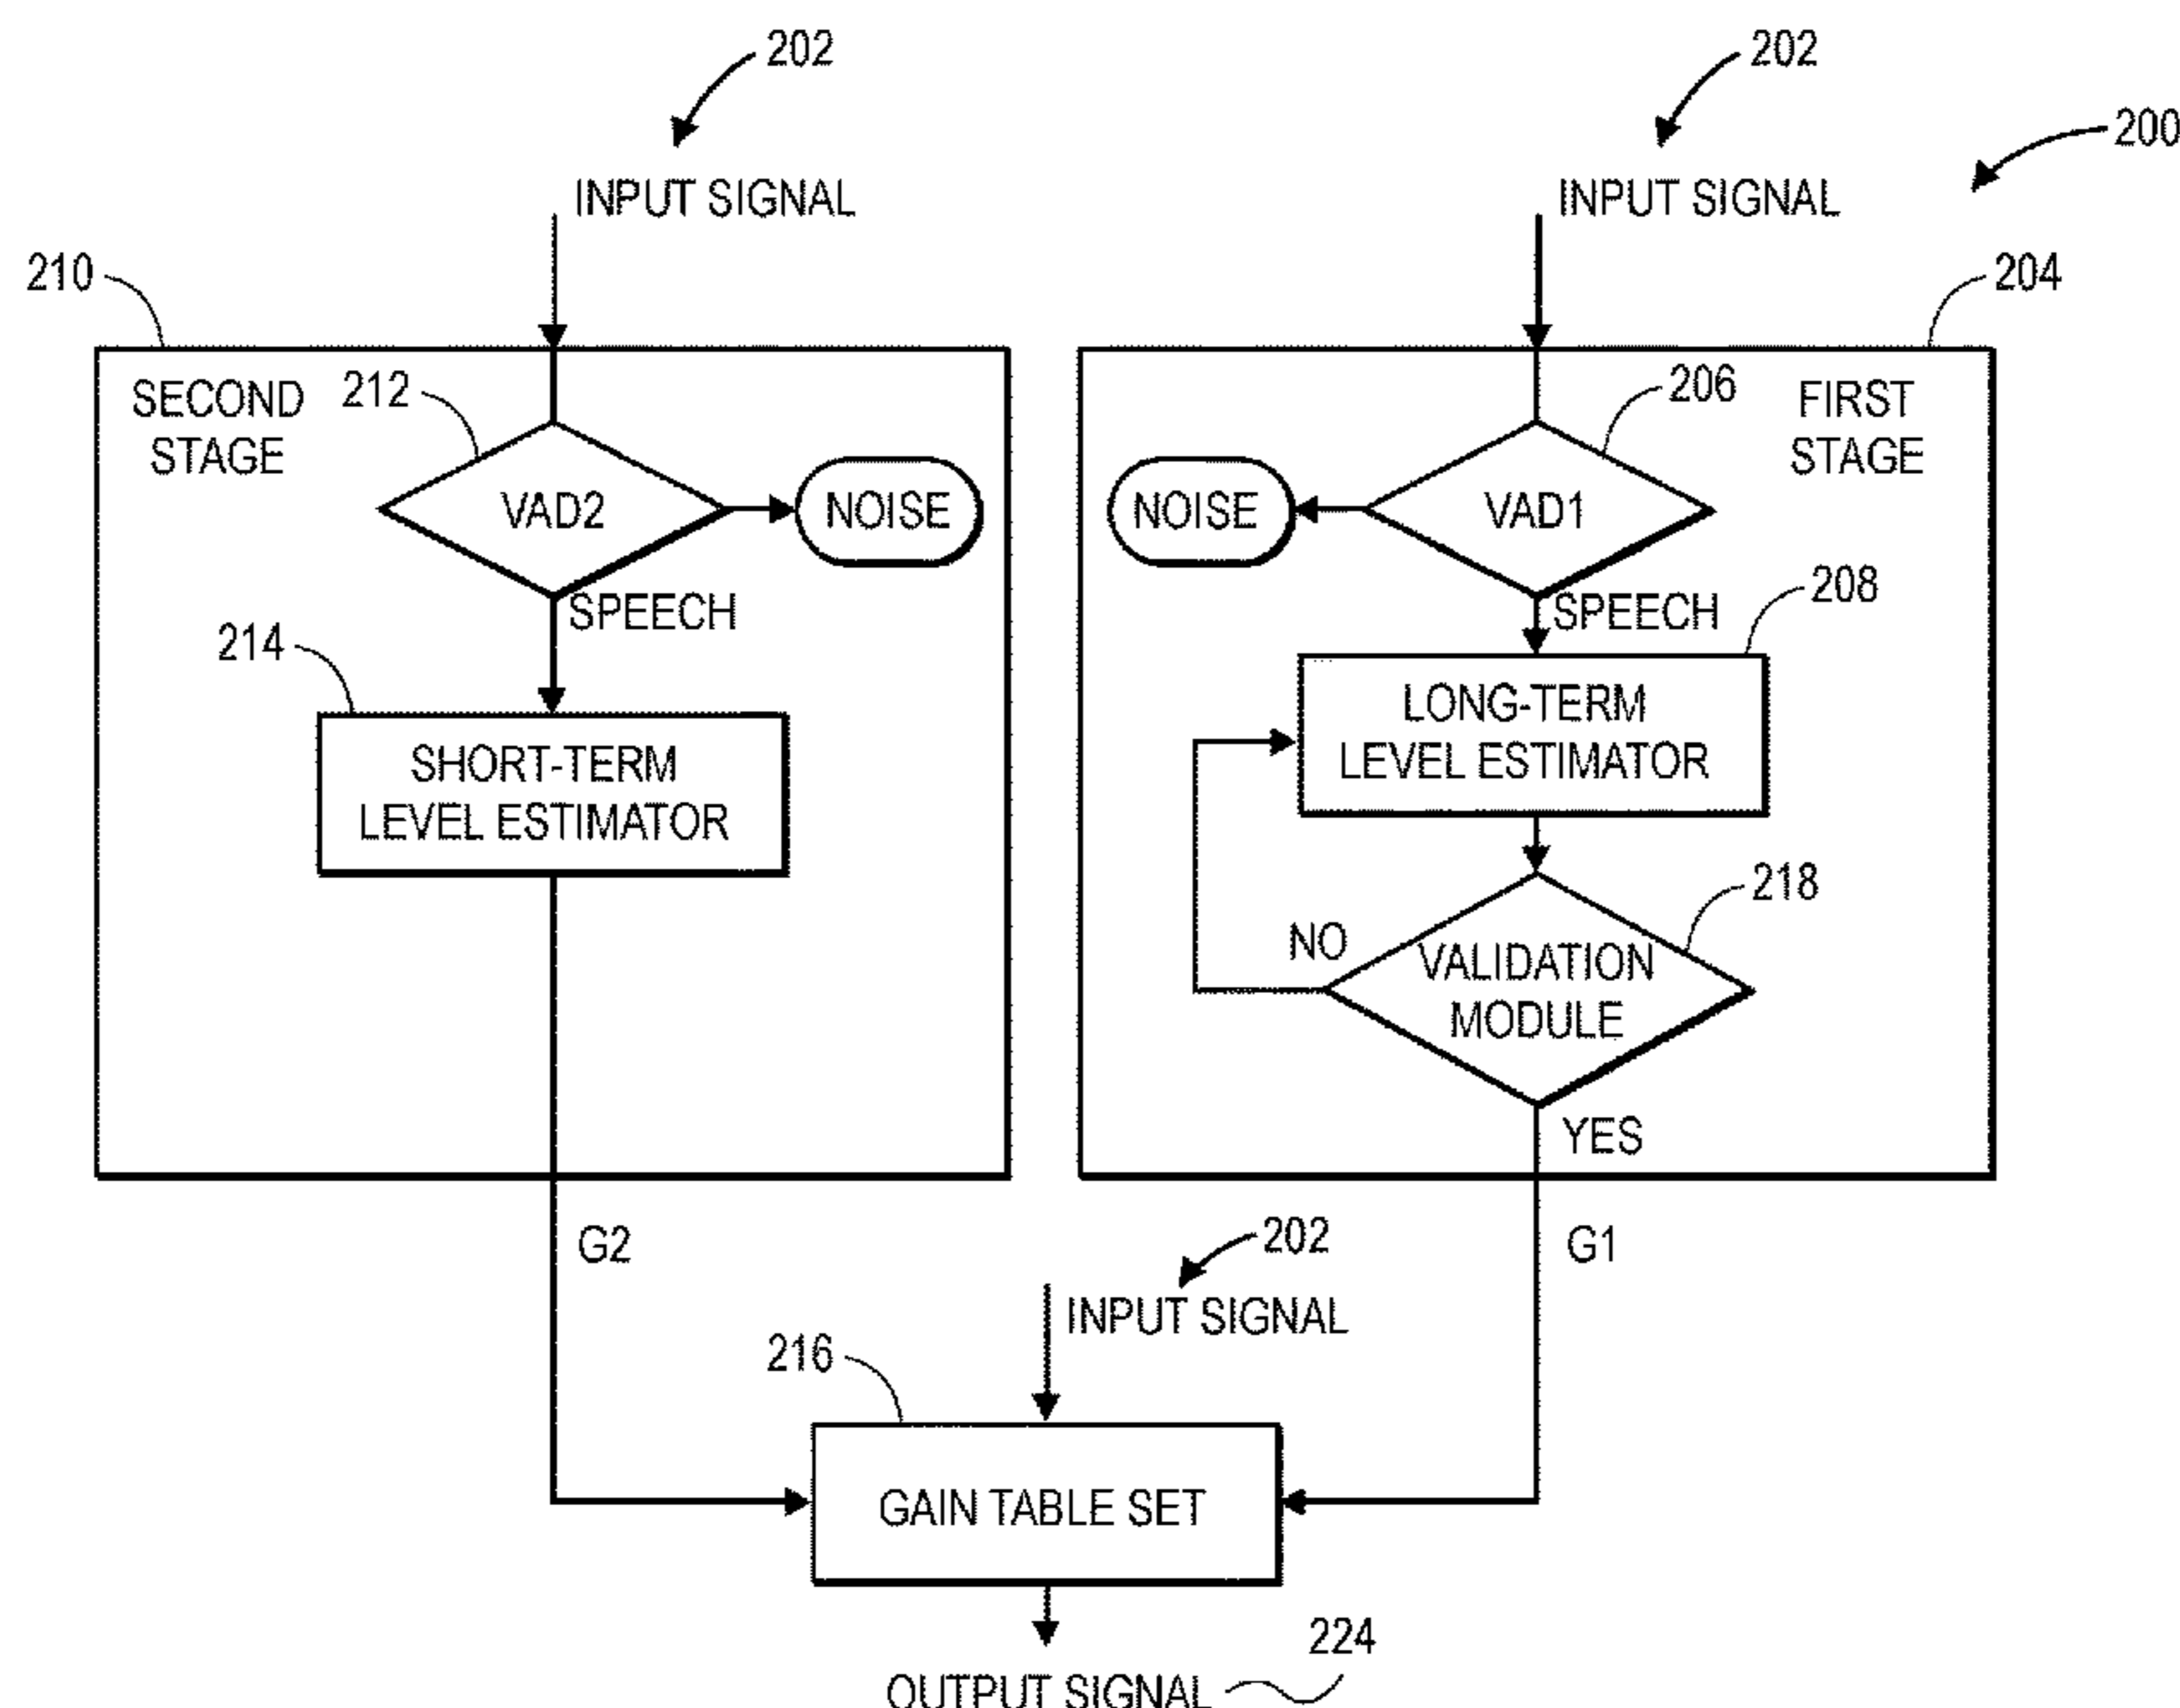 202
202
200
INPUT SIGNAL
INPUT SIGNAL
210
204
SECOND
STAGE
212
206
FIRST
STAGE
VAD2
NOISE
NOISE
VAD1
SPEECH
SPEECH
208
214
LONG-TERM
LEVEL ESTIMATOR
SHORT-TERM
LEVEL ESTIMATOR
218
NO
VALIDATION
MODULE
YES
G2
G1
202
INPUT SIGNAL
216
GAIN TABLE SET
224
OUTPUT SIGNAL